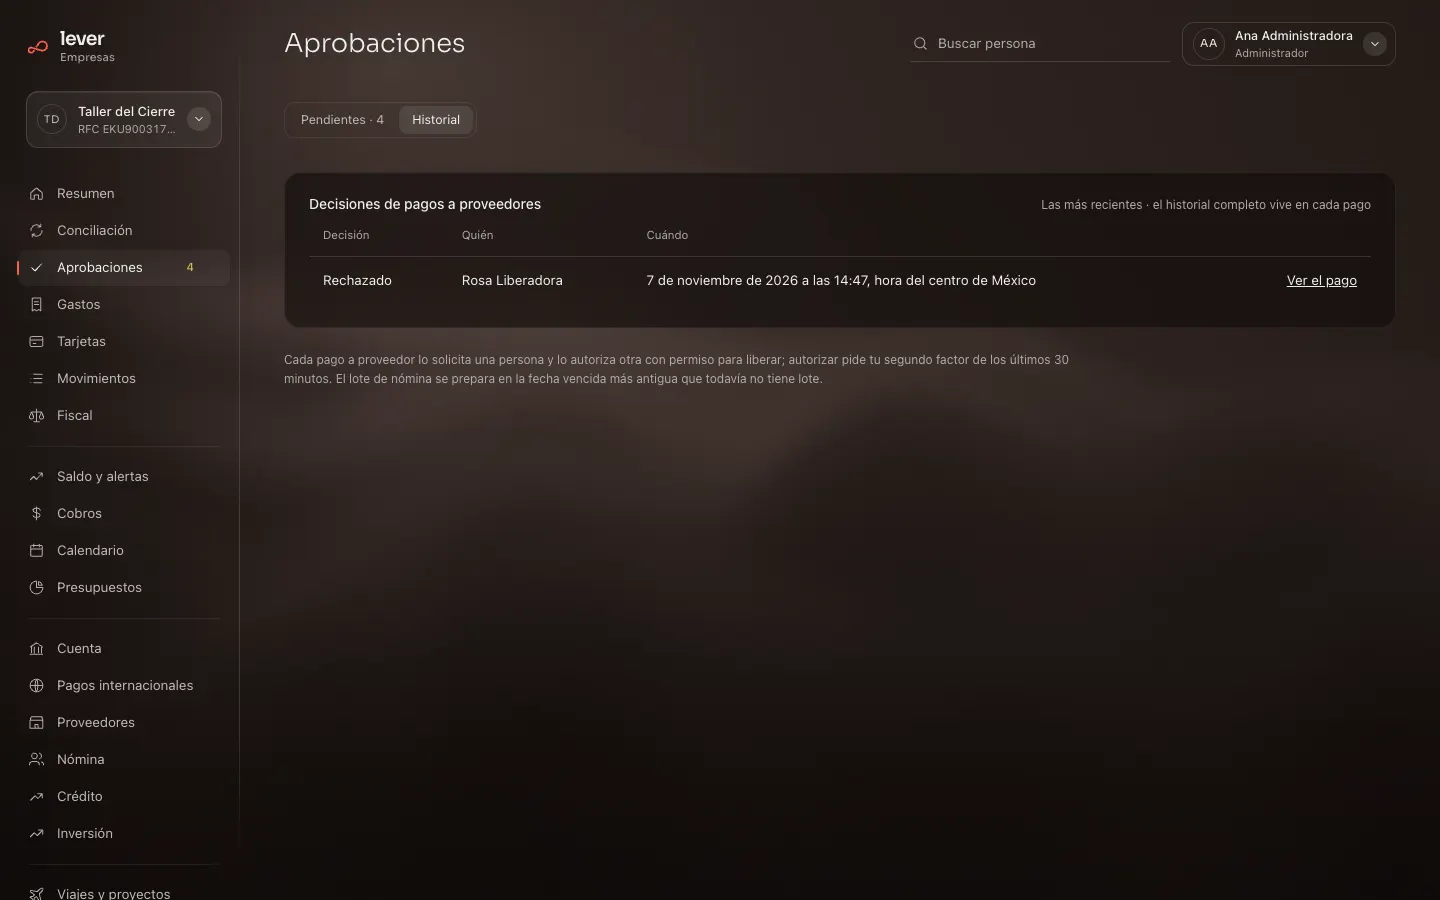 lever
Empresas
TD
Taller del Cierre
RFC EKU900317...
Resumen
Conciliación
Aprobaciones 4
Gastos
Tarjetas
Movimientos
Fiscal
Saldo y alertas
Cobros
Calendario
Presupuestos
Cuenta
Pagos internacionales
Proveedores
Nómina
Crédito
Inversión
Viajes y proyectos
Aprobaciones
Buscar persona
AA
Ana Administradora
Administrador
Pendientes · 4 Historial
Decisiones de pagos a proveedores
Las más recientes · el historial completo vive en cada pago
Decisión Quién Cuándo
Rechazado Rosa Liberadora 7 de noviembre de 2026 a las 14:47, hora del centro de México Ver el pago
Cada pago a proveedor lo solicita una persona y lo autoriza otra con permiso para liberar; autorizar pide tu segundo factor de los últimos 30
minutos. El lote de nómina se prepara en la fecha vencida más antigua que todavía no tiene lote.